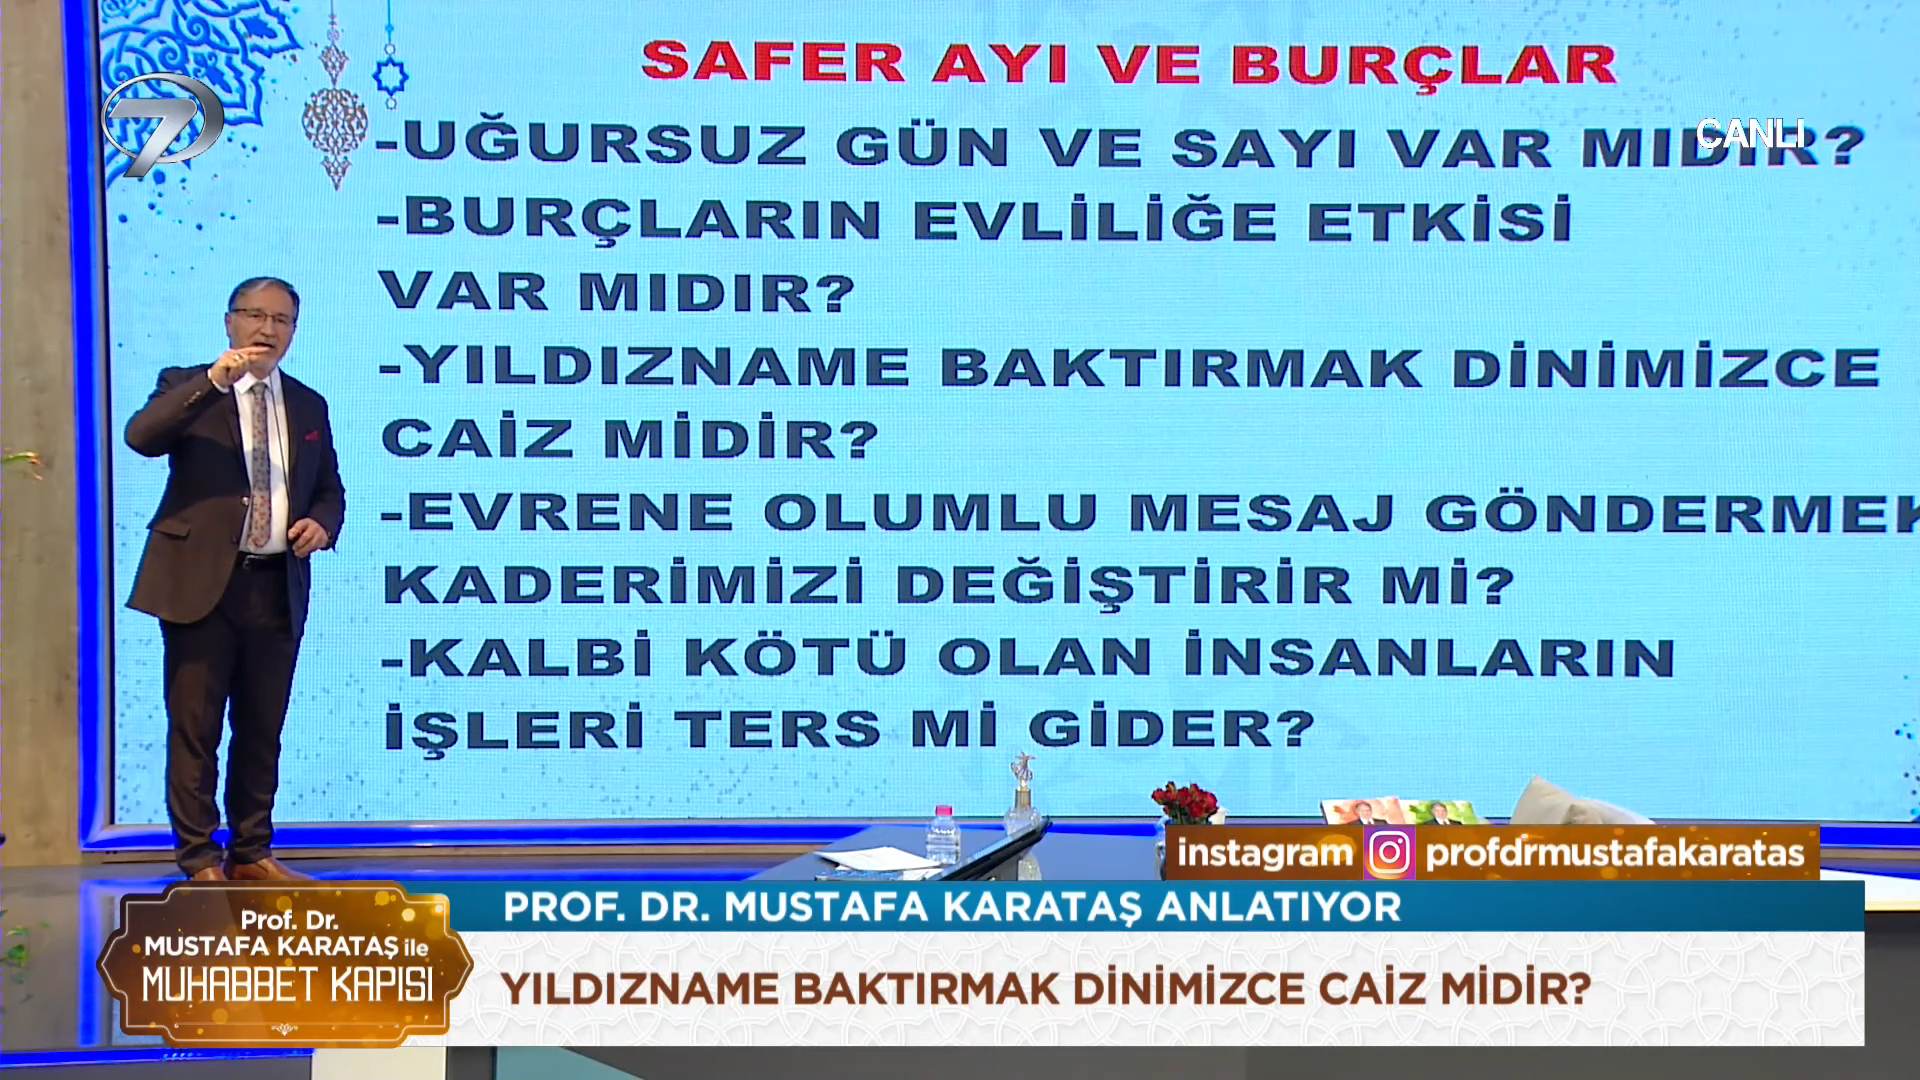 SAFER AYI VE BURÇLAR
7
CANLI
-UĞURSUZ GÜN VE SAYI VAR MIDIR?
-BURÇLARIN EVLİLİĞE ETKİSİ
VAR MIDIR?
-YILDIZNAME BAKTIRMAK DİNİMİZCE
CAİZ MİDİR?
-EVRENE OLUMLU MESAJ GÖNDERMEK
KADERİMİZİ DEĞİŞTİRİR Mİ?
-KALBİ KÖTÜ OLAN İNSANLARIN
İŞLERİ TERS Mİ GİDER?
instagram profdrmustafakaratas
PROF. DR. MUSTAFA KARATAŞ ANLATIYOR
Prof. Dr.
MUSTAFA KARATAŞ ile
MUHABBET KAPISI
YILDIZNAME BAKTIRMAK DİNİMİZCE CAİZ MİDİR?